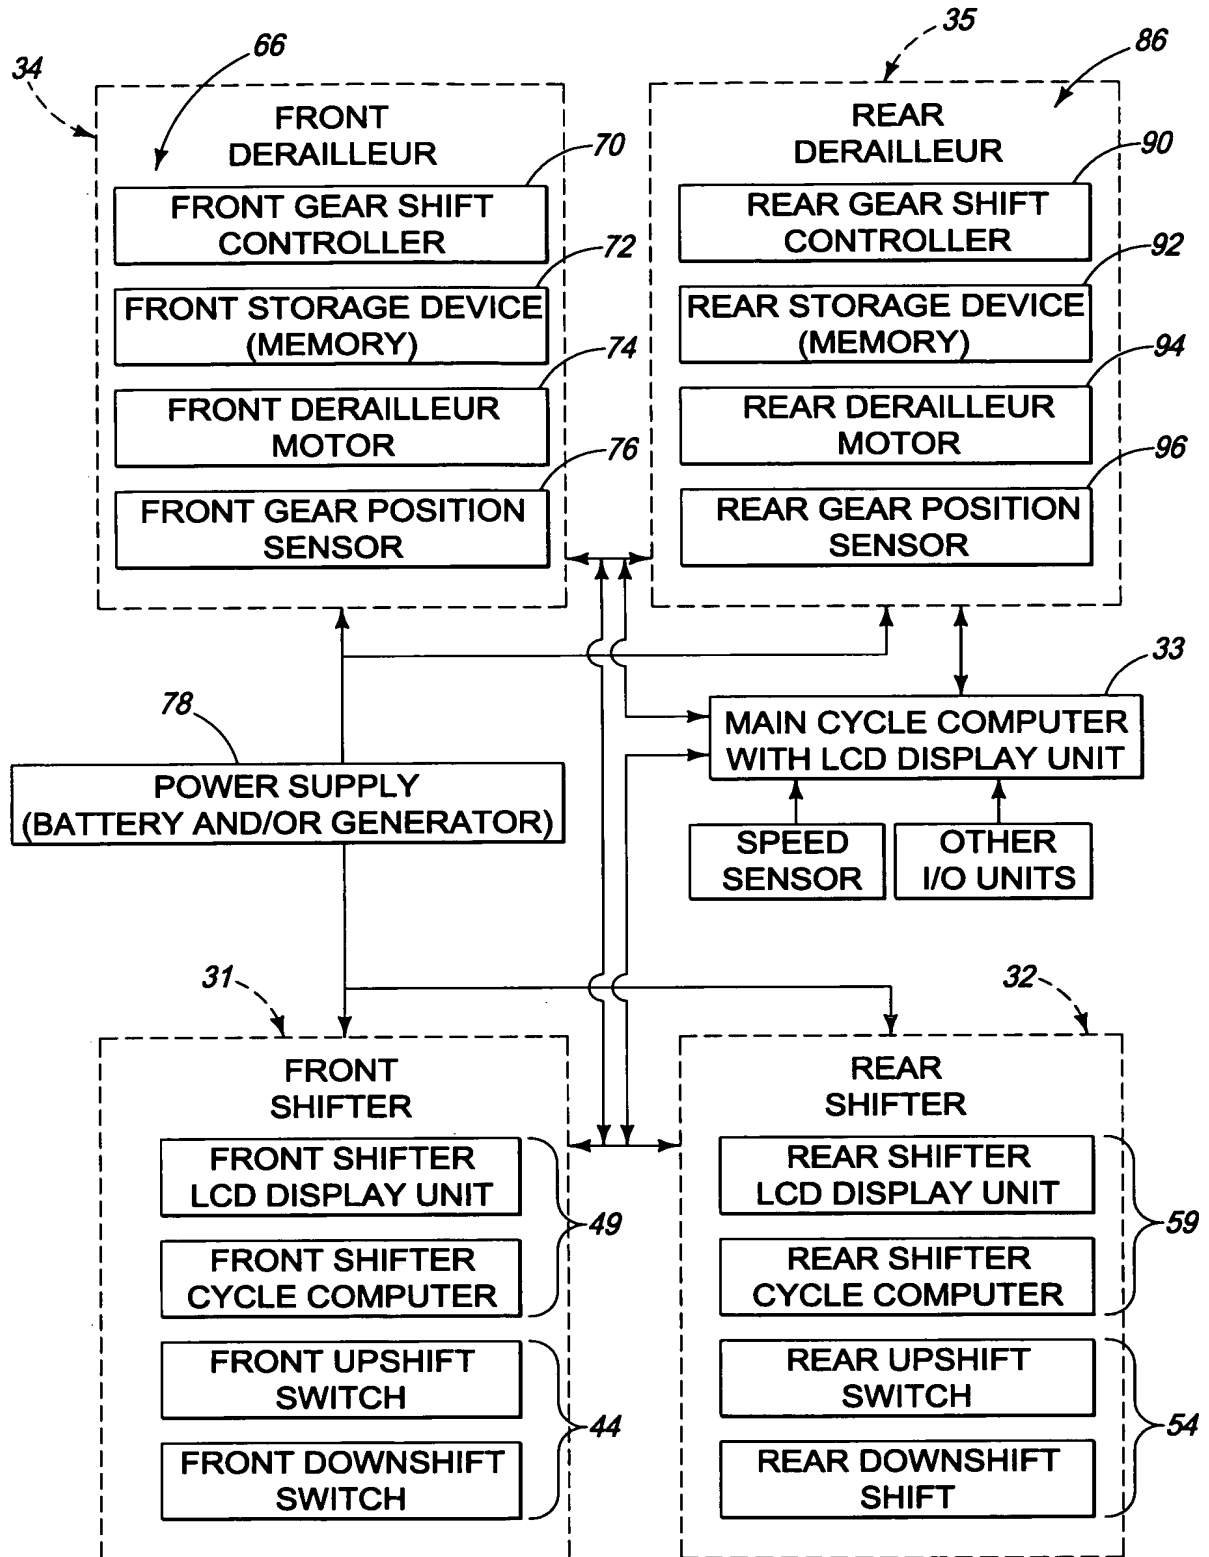 34
66
FRONT
DERAILLEUR
70
FRONT GEAR SHIFT
CONTROLLER
72
FRONT STORAGE DEVICE
(MEMORY)
74
FRONT DERAILLEUR
MOTOR
76
FRONT GEAR POSITION
SENSOR
35
86
REAR
DERAILLEUR
90
REAR GEAR SHIFT
CONTROLLER
92
REAR STORAGE DEVICE
(MEMORY)
94
REAR DERAILLEUR
MOTOR
96
REAR GEAR POSITION
SENSOR
78
POWER SUPPLY
(BATTERY AND/OR GENERATOR)
33
MAIN CYCLE COMPUTER
WITH LCD DISPLAY UNIT
SPEED
SENSOR
OTHER
I/O UNITS
31
FRONT
SHIFTER
FRONT SHIFTER
LCD DISPLAY UNIT
FRONT SHIFTER
CYCLE COMPUTER
49
FRONT UPSHIFT
SWITCH
FRONT DOWNSHIFT
SWITCH
44
32
REAR
SHIFTER
REAR SHIFTER
LCD DISPLAY UNIT
REAR SHIFTER
CYCLE COMPUTER
59
REAR UPSHIFT
SWITCH
REAR DOWNSHIFT
SHIFT
54